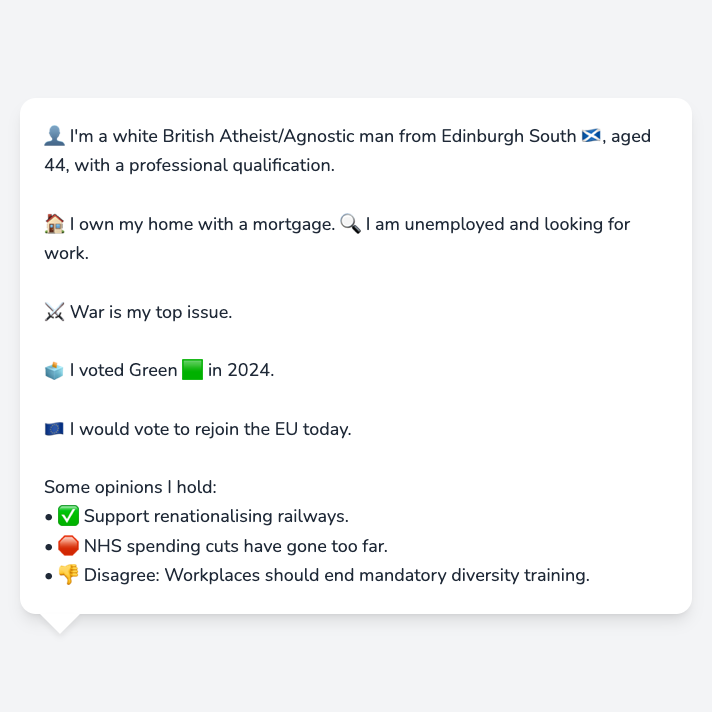 👤 I'm a white British Atheist/Agnostic man from Edinburgh South 🏴󠁧󠁢󠁳󠁣󠁴󠁿, aged
44, with a professional qualification.
🏠 I own my home with a mortgage. 🔍 I am unemployed and looking for
work.
⚔️ War is my top issue.
🗳️ I voted Green 🟩 in 2024.
🇪🇺 I would vote to rejoin the EU today.
Some opinions I hold:
• ✅ Support renationalising railways.
• 🛑 NHS spending cuts have gone too far.
• 👎 Disagree: Workplaces should end mandatory diversity training.